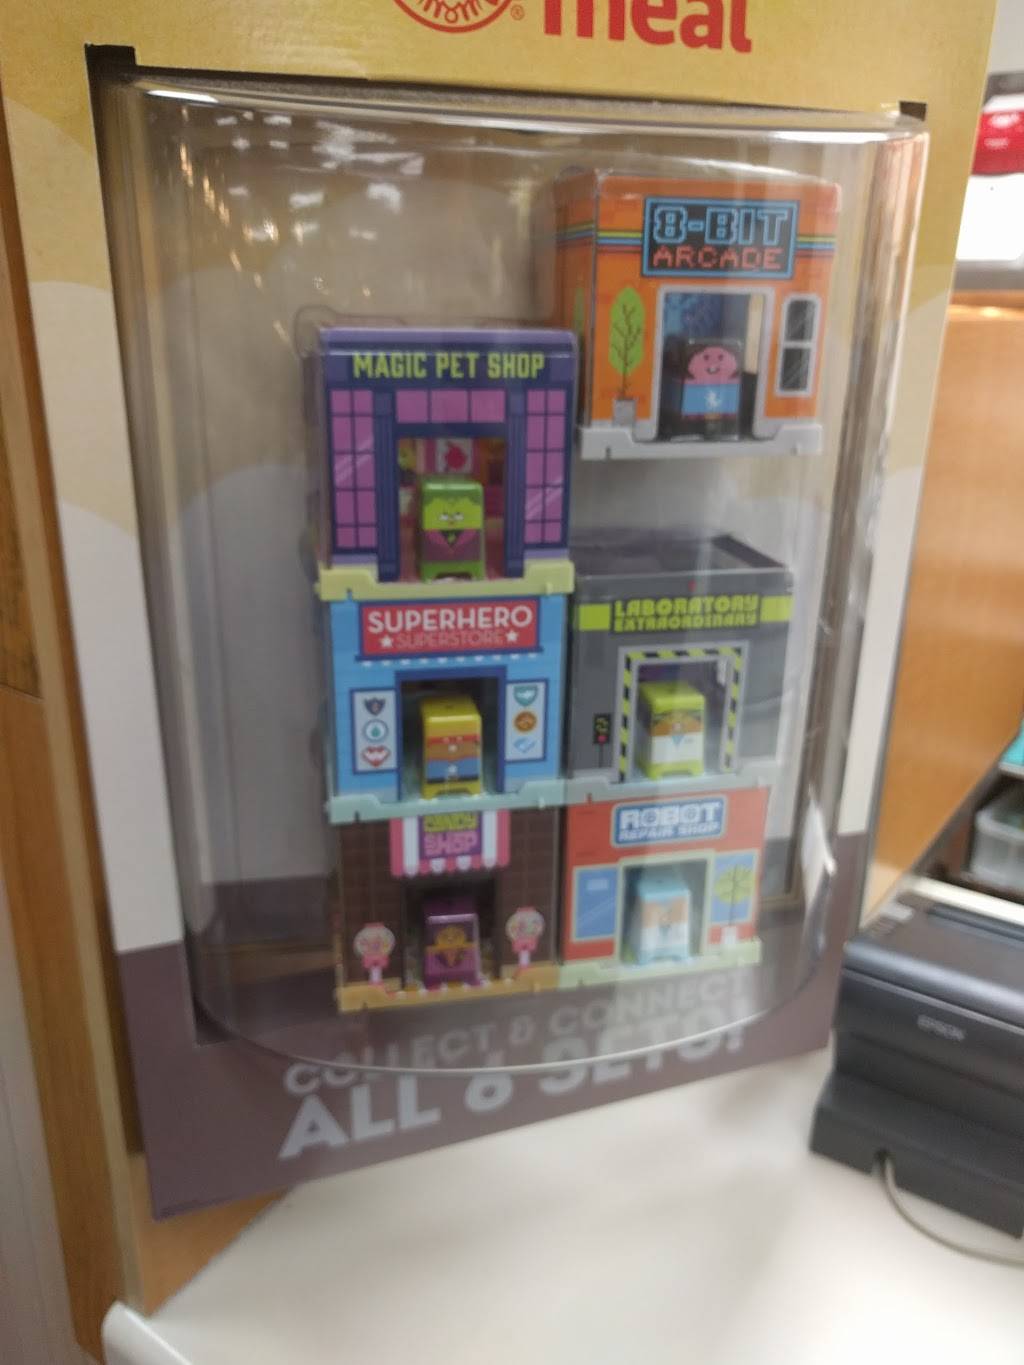 meal
8-BIT
ARCADE
MAGIC PET SHOP
SUPERHERO
SUPERSTORE
LABORATORY
EXTRAORDINARY
CANDY
SHOP
ROBOT
REPAIR SHOP
COLLECT & CONNECT
ALL 6 SETS!
EPSON